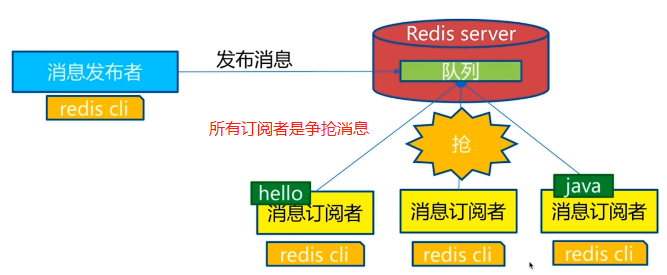 Redis server
消息发布者
发布消息
队列
redis cli
所有订阅者是争抢消息
抢
hello
java
消息订阅者
消息订阅者
消息订阅者
redis cli
redis cli
redis cli